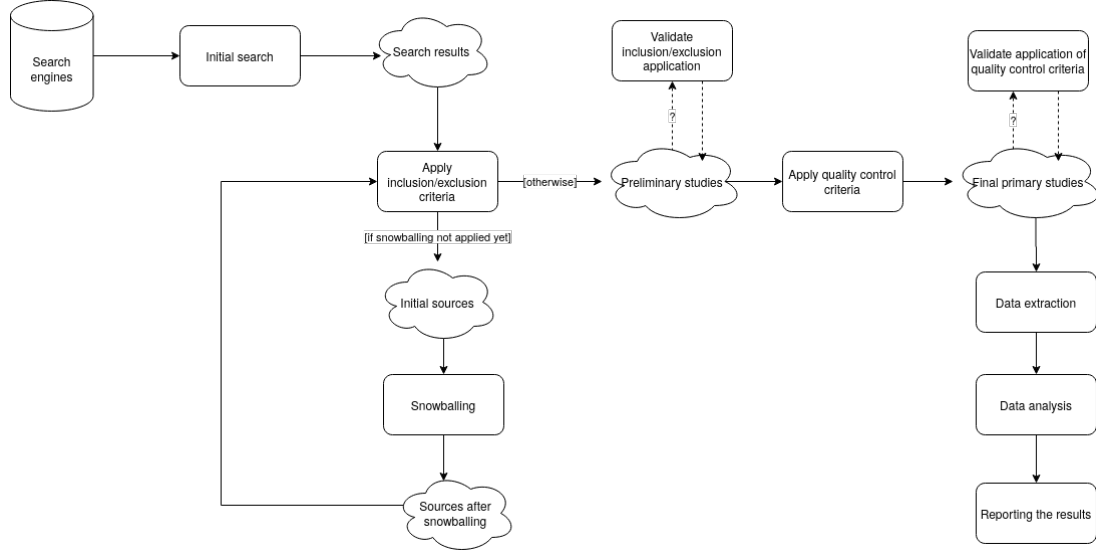 Search
engines
Initial search
Search results
Validate
inclusion/exclusion
application
Validate application of
quality control criteria
?
?
Apply
inclusion/exclusion
criteria
[otherwise]
Preliminary studies
Apply quality control
criteria
Final primary studies
[if snowballing not applied yet]
Initial sources
Data extraction
Snowballing
Data analysis
Sources after
snowballing
Reporting the results